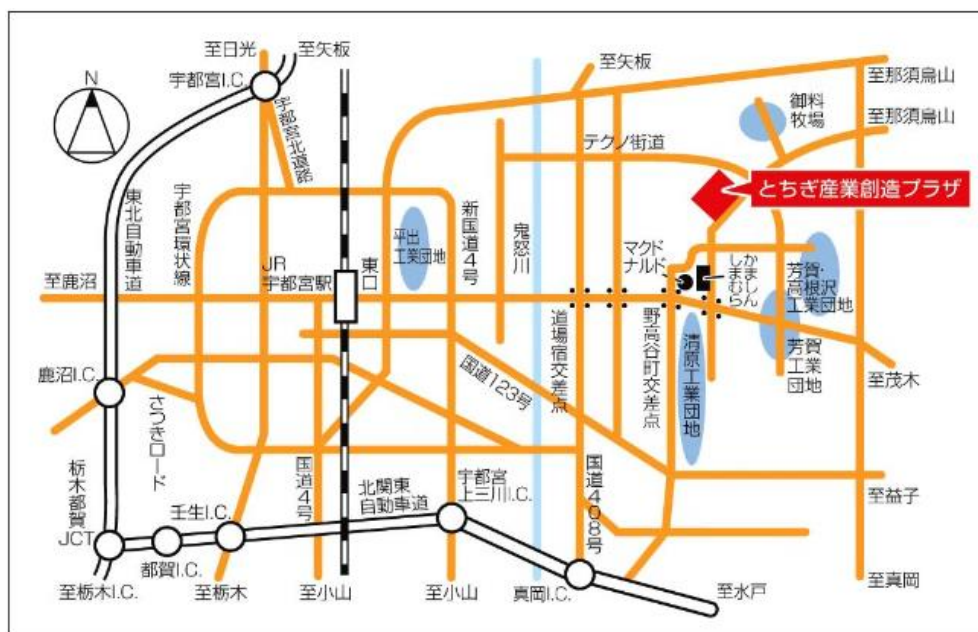 至日光
至矢板
宇都宮I.C.
N
宇都宮北道路
至矢板
至那須烏山
御料
牧場
至那須烏山
テクノ街道
とちぎ産業創造プラザ
東北自動車道
宇都宮環状線
平出
工業団地
新国道4号
鬼怒川
マクド
ナルド
かましん
しまむら
芳賀・
高根沢
工業団地
JR
宇都宮駅
東口
至鹿沼
道場宿交差点
野高谷町交差点
清原工業団地
芳賀
工業
団地
至茂木
鹿沼I.C.
さつきロード
国道123号
栃木都賀
JCT
壬生I.C.
都賀I.C.
国道4号
北関東
自動車道
宇都宮
上三川I.C.
国道408号
至益子
至栃木I.C.
至栃木
至小山
至小山
真岡I.C.
至水戸
至真岡